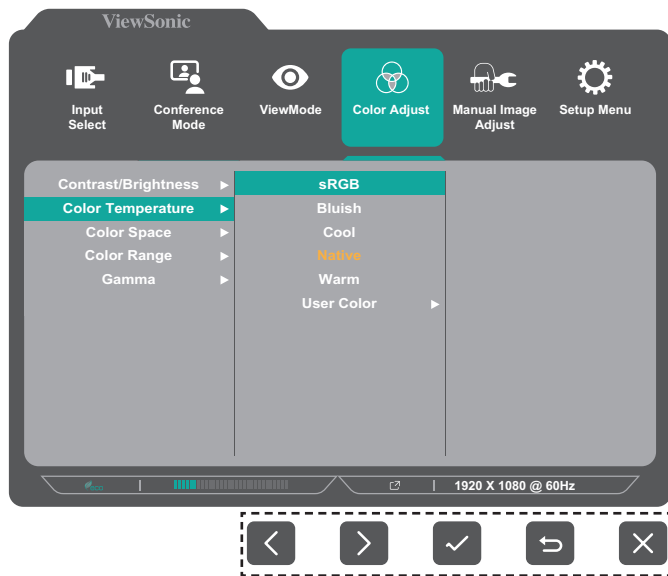 ViewSonic
Input Select
Conference Mode
ViewMode
Color Adjust
Manual Image Adjust
Setup Menu
Contrast/Brightness ▶
Color Temperature ▶
Color Space ▶
Color Range ▶
Gamma ▶
sRGB
Bluish
Cool
Native
Warm
User Color ▶
1920 X 1080 @ 60Hz